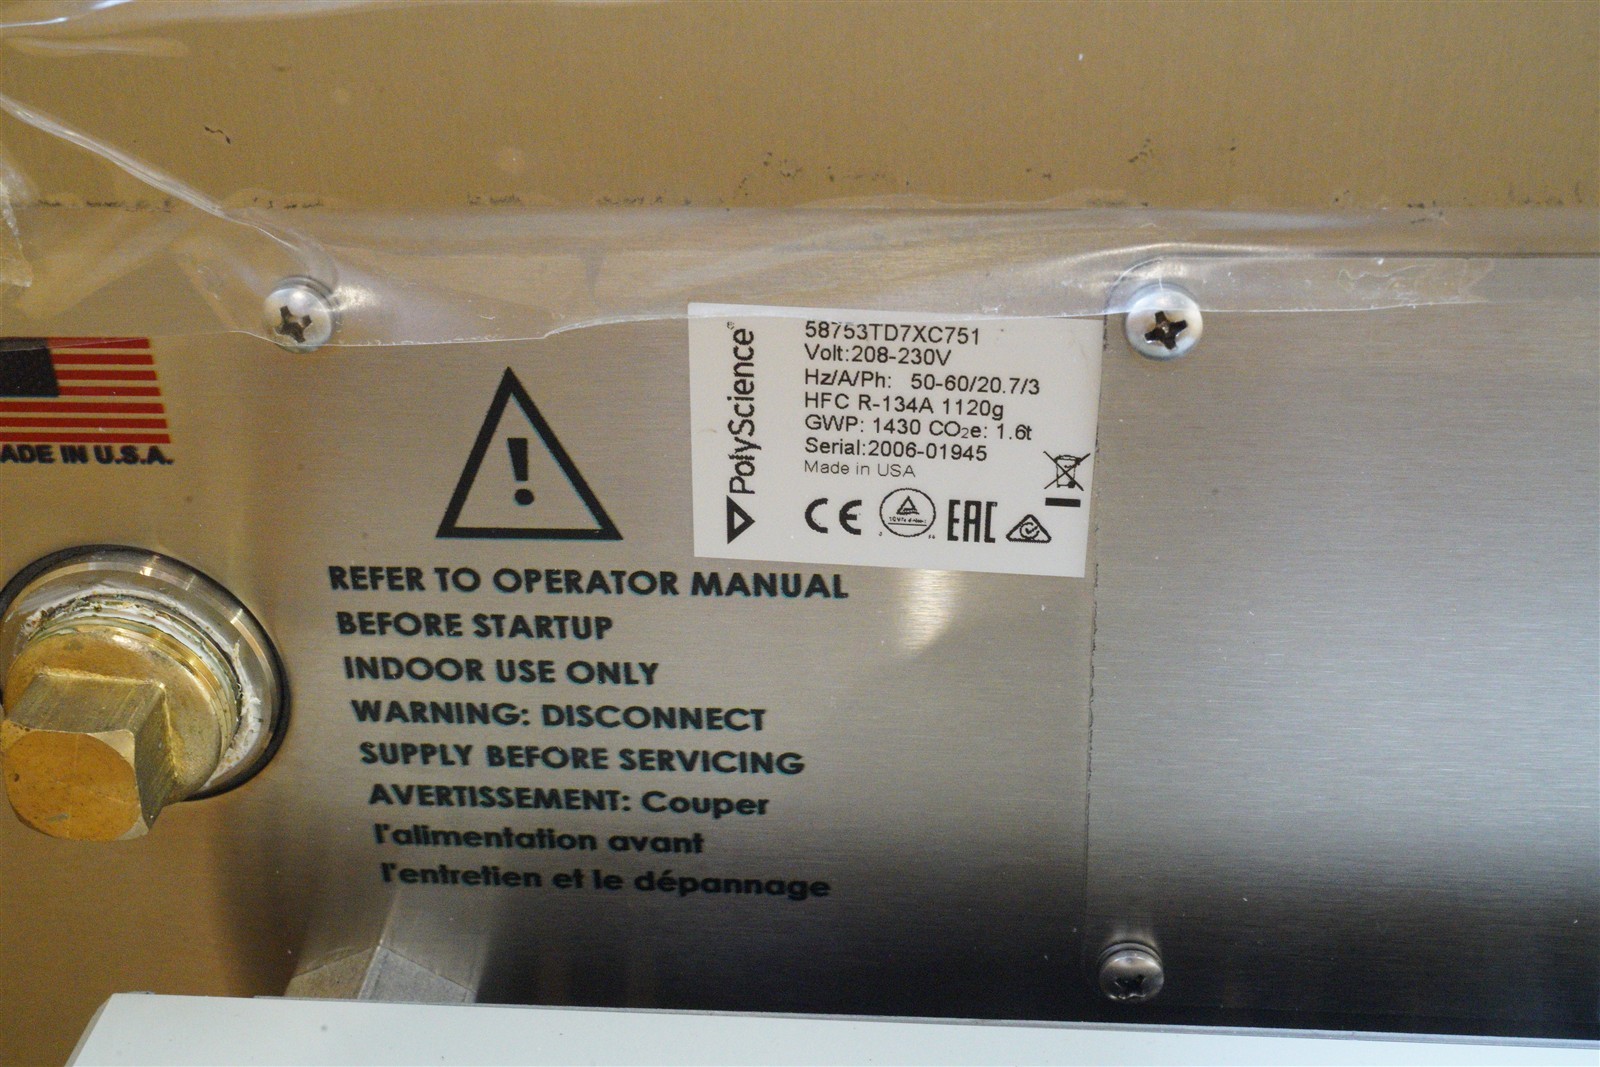 58753TD7XC751
Volt:208-230V
Hz/A/Ph: 50-60/20.7/3
HFC R-134A 1120g
GWP: 1430 CO₂e: 1.6t
Serial:2006-01945
Made in USA
PolyScience
CE
EAC
ADE IN U.S.A.
REFER TO OPERATOR MANUAL
BEFORE STARTUP
INDOOR USE ONLY
WARNING: DISCONNECT
SUPPLY BEFORE SERVICING
AVERTISSEMENT: Couper
l'alimentation avant
l'entretien et le dépannage